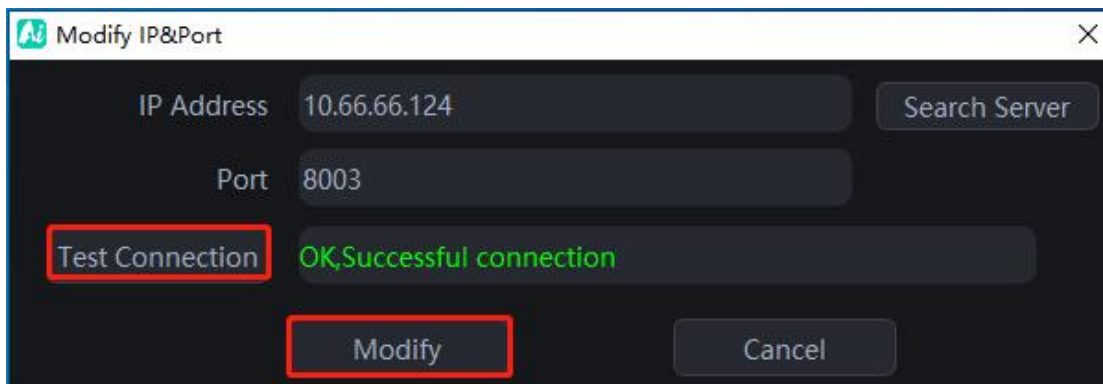 Ai Modify IP&Port
IP Address 10.66.66.124 Search Server
Port 8003
Test Connection OK,Successful connection
Modify Cancel